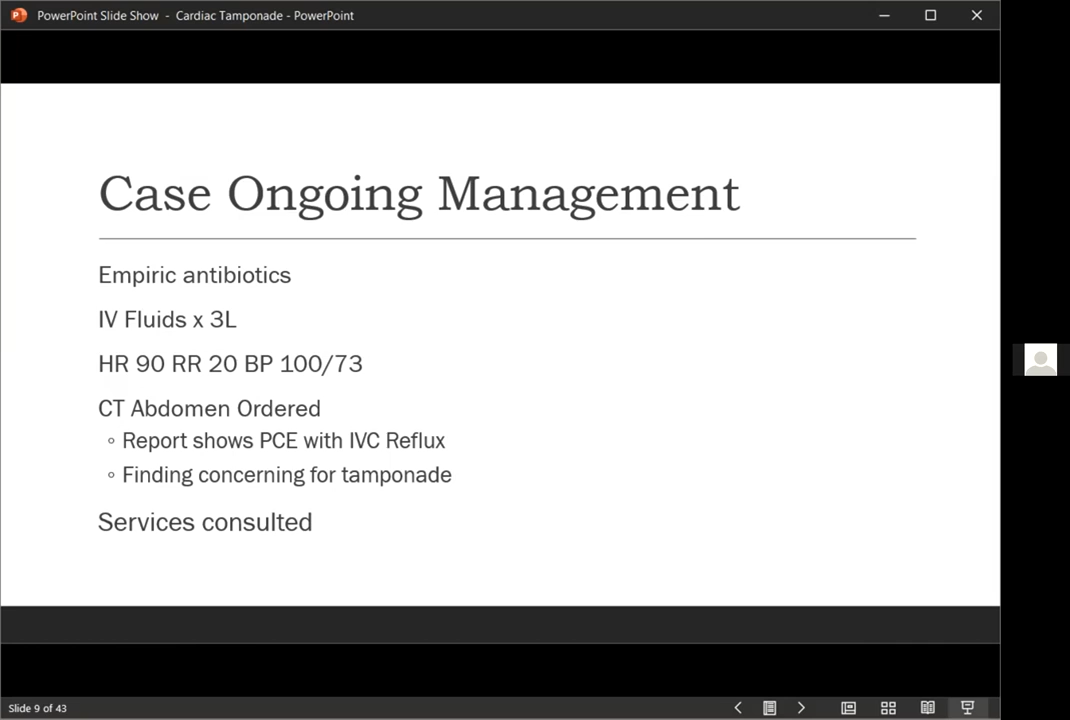 PowerPoint Slide Show - Cardiac Tamponade - PowerPoint
Case Ongoing Management
Empiric antibiotics
IV Fluids x 3L
HR 90 RR 20 BP 100/73
CT Abdomen Ordered
◦ Report shows PCE with IVC Reflux
◦ Finding concerning for tamponade
Services consulted
Slide 9 of 43